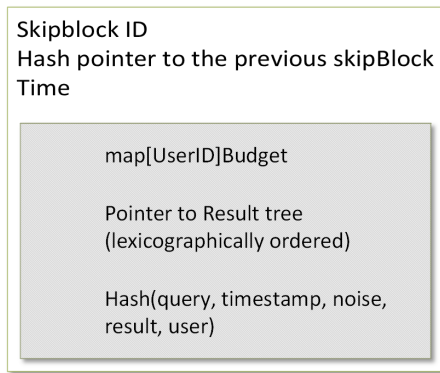 Skipblock ID
Hash pointer to the previous skipBlock
Time
map[UserID]Budget
Pointer to Result tree
(lexicographically ordered)
Hash(query, timestamp, noise,
result, user)